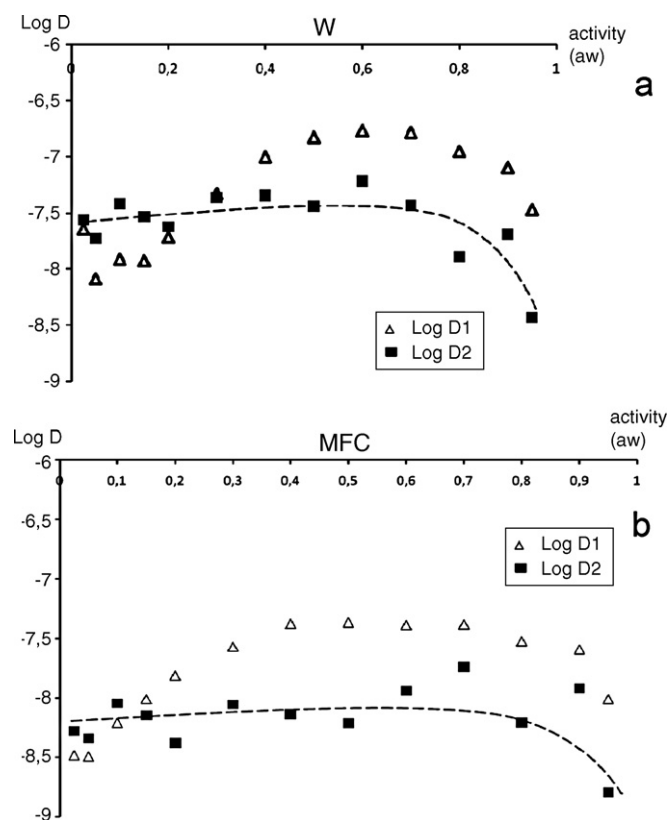 Log D
W
activity
(aw)
-6
0
0,2
0,4
0,6
0,8
1
a
-6,5
-7
-7,5
-8
-8,5
-9
Log D1
Log D2
Log D
MFC
activity
(aw)
-6
0
0,1
0,2
0,3
0,4
0,5
0,6
0,7
0,8
0,9
1
b
-6,5
-7
-7,5
-8
-8,5
-9
Log D1
Log D2